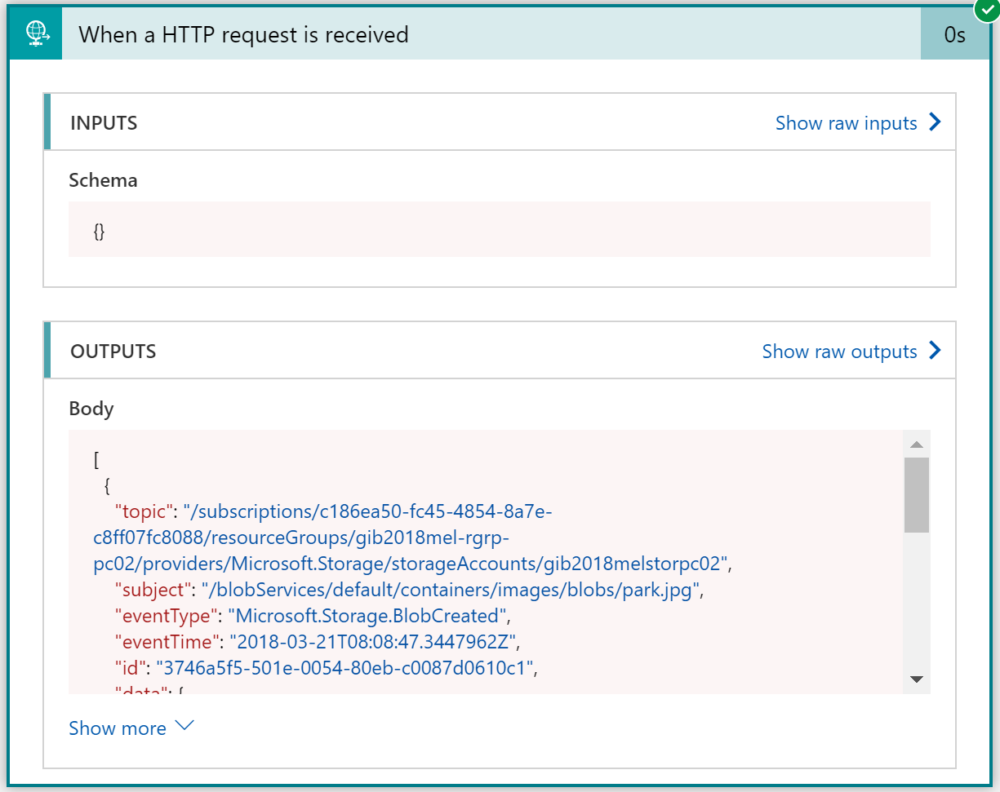 When a HTTP request is received
0s
INPUTS
Show raw inputs
Schema
{}
OUTPUTS
Show raw outputs
Body
[
{
"topic": "/subscriptions/c186ea50-fc45-4854-8a7e-
c8ff07fc8088/resourceGroups/gib2018mel-rgrp-
pc02/providers/Microsoft.Storage/storageAccounts/gib2018melstorpc02",
"subject": "/blobServices/default/containers/images/blobs/park.jpg",
"eventType": "Microsoft.Storage.BlobCreated",
"eventTime": "2018-03-21T08:08:47.3447962Z",
"id": "3746a5f5-501e-0054-80eb-c0087d0610c1",
"data": {
Show more